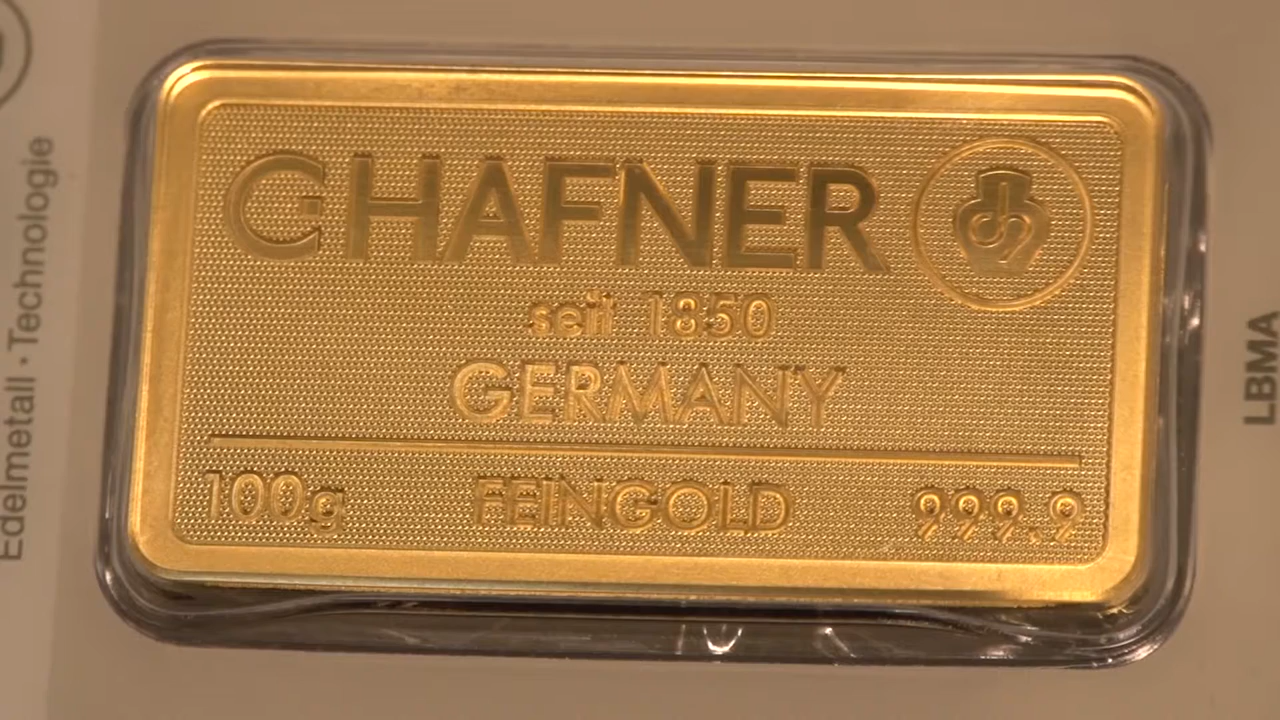 C·HAFNER
seit 1850
GERMANY
100g FEINGOLD 999.9
Edelmetall · Technologie
LBMA